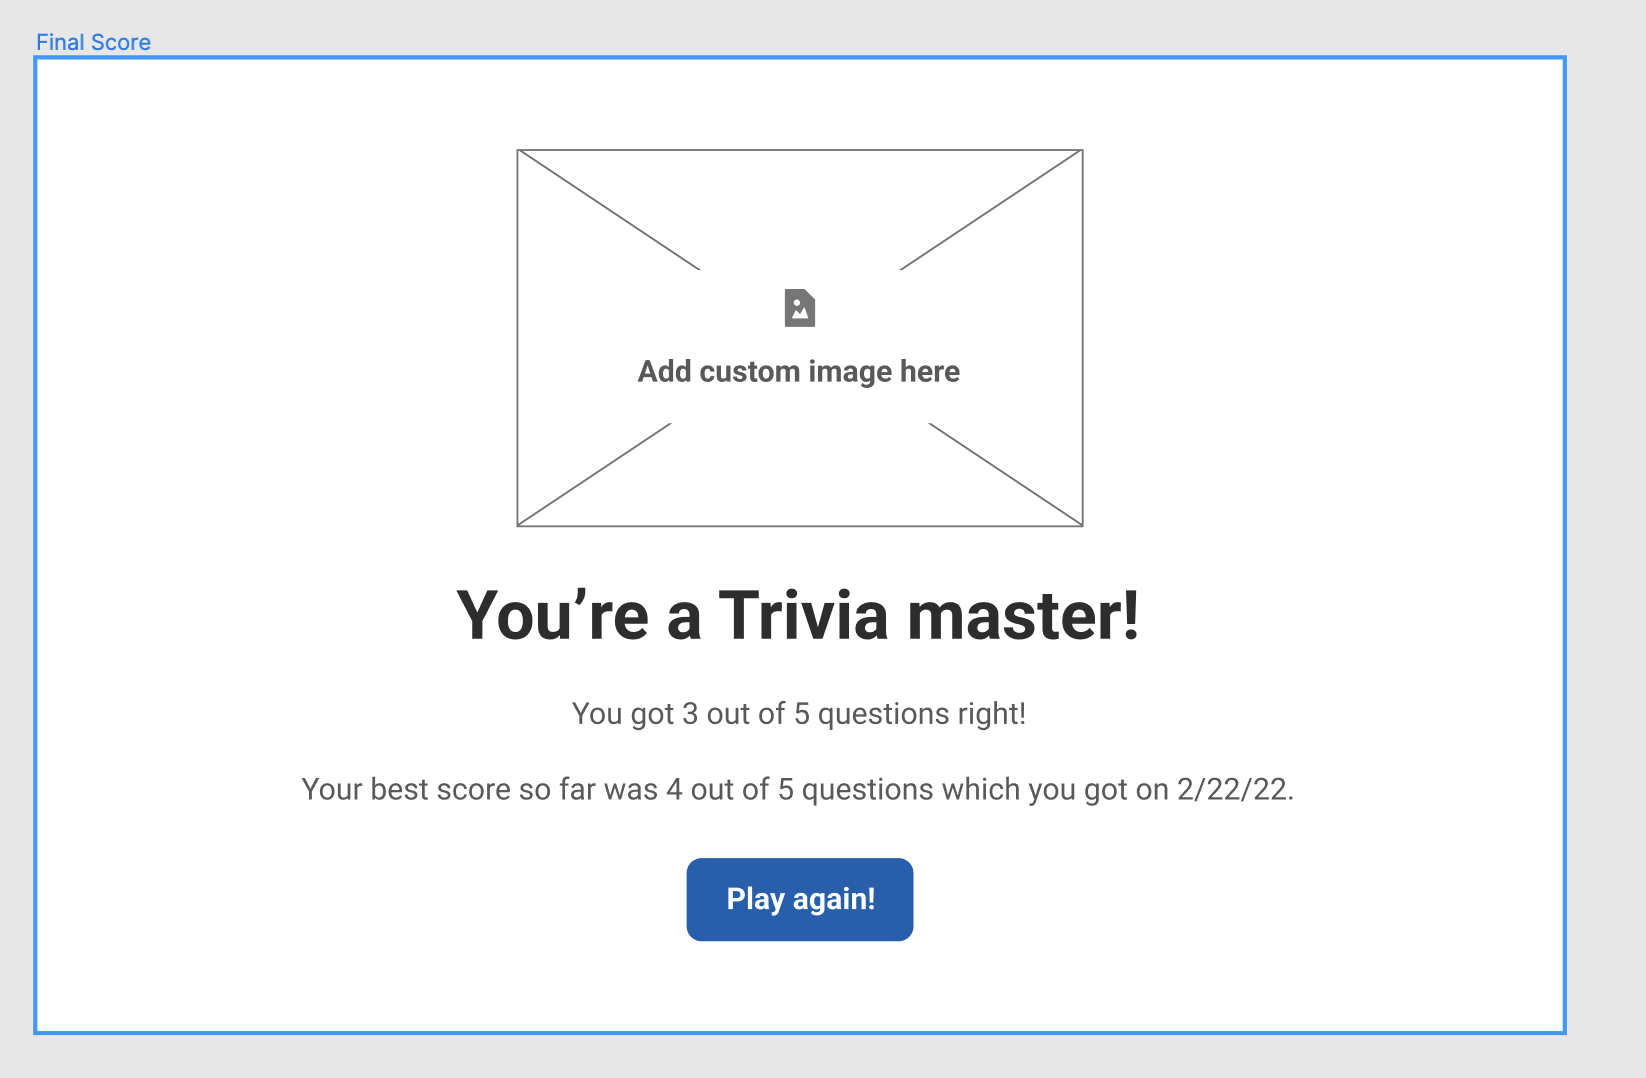 Final Score
Add custom image here
You’re a Trivia master!
You got 3 out of 5 questions right!
Your best score so far was 4 out of 5 questions which you got on 2/22/22.
Play again!